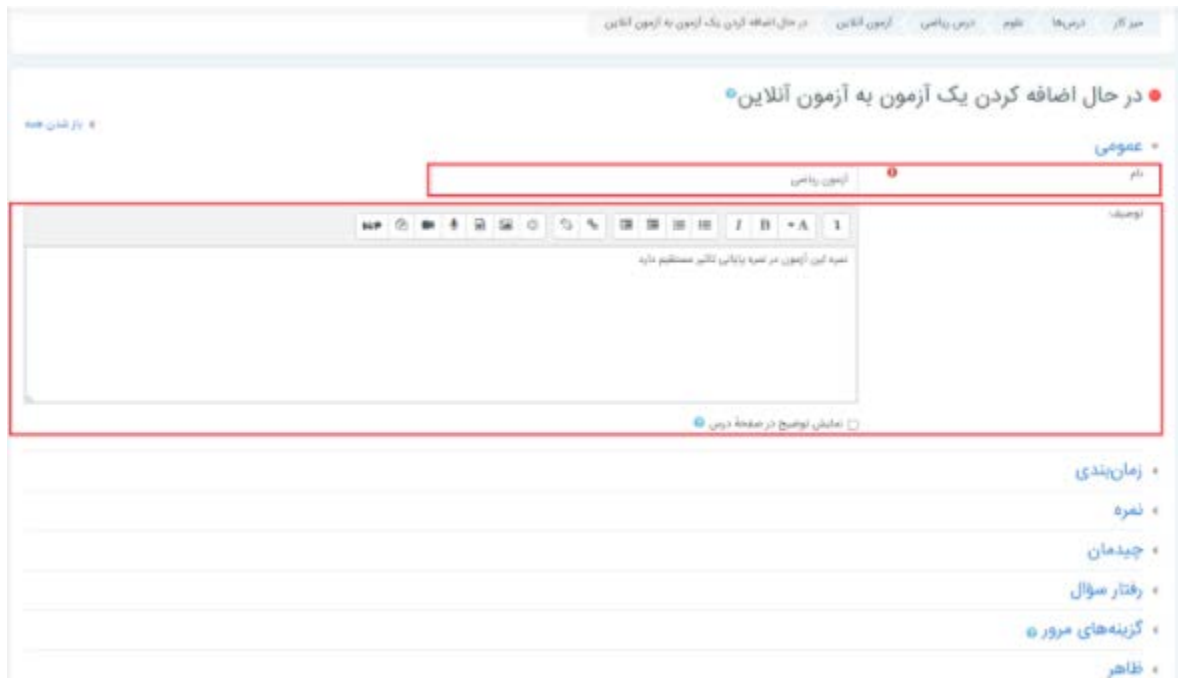 میز کار درس‌ها علوم درس ریاضی آزمون آنلاین در حال اضافه کردن یک آزمون به آزمون آنلاین
در حال اضافه کردن یک آزمون به آزمون آنلاین
باز شدن همه
عمومی
نام
آزمون ریاضی
توصیف
نمره این آزمون در نمره پایانی تاثیر مستقیم دارد
نمایش توضیح در صفحهٔ درس
زمان‌بندی
نمره
چیدمان
رفتار سؤال
گزینه‌های مرور
ظاهر